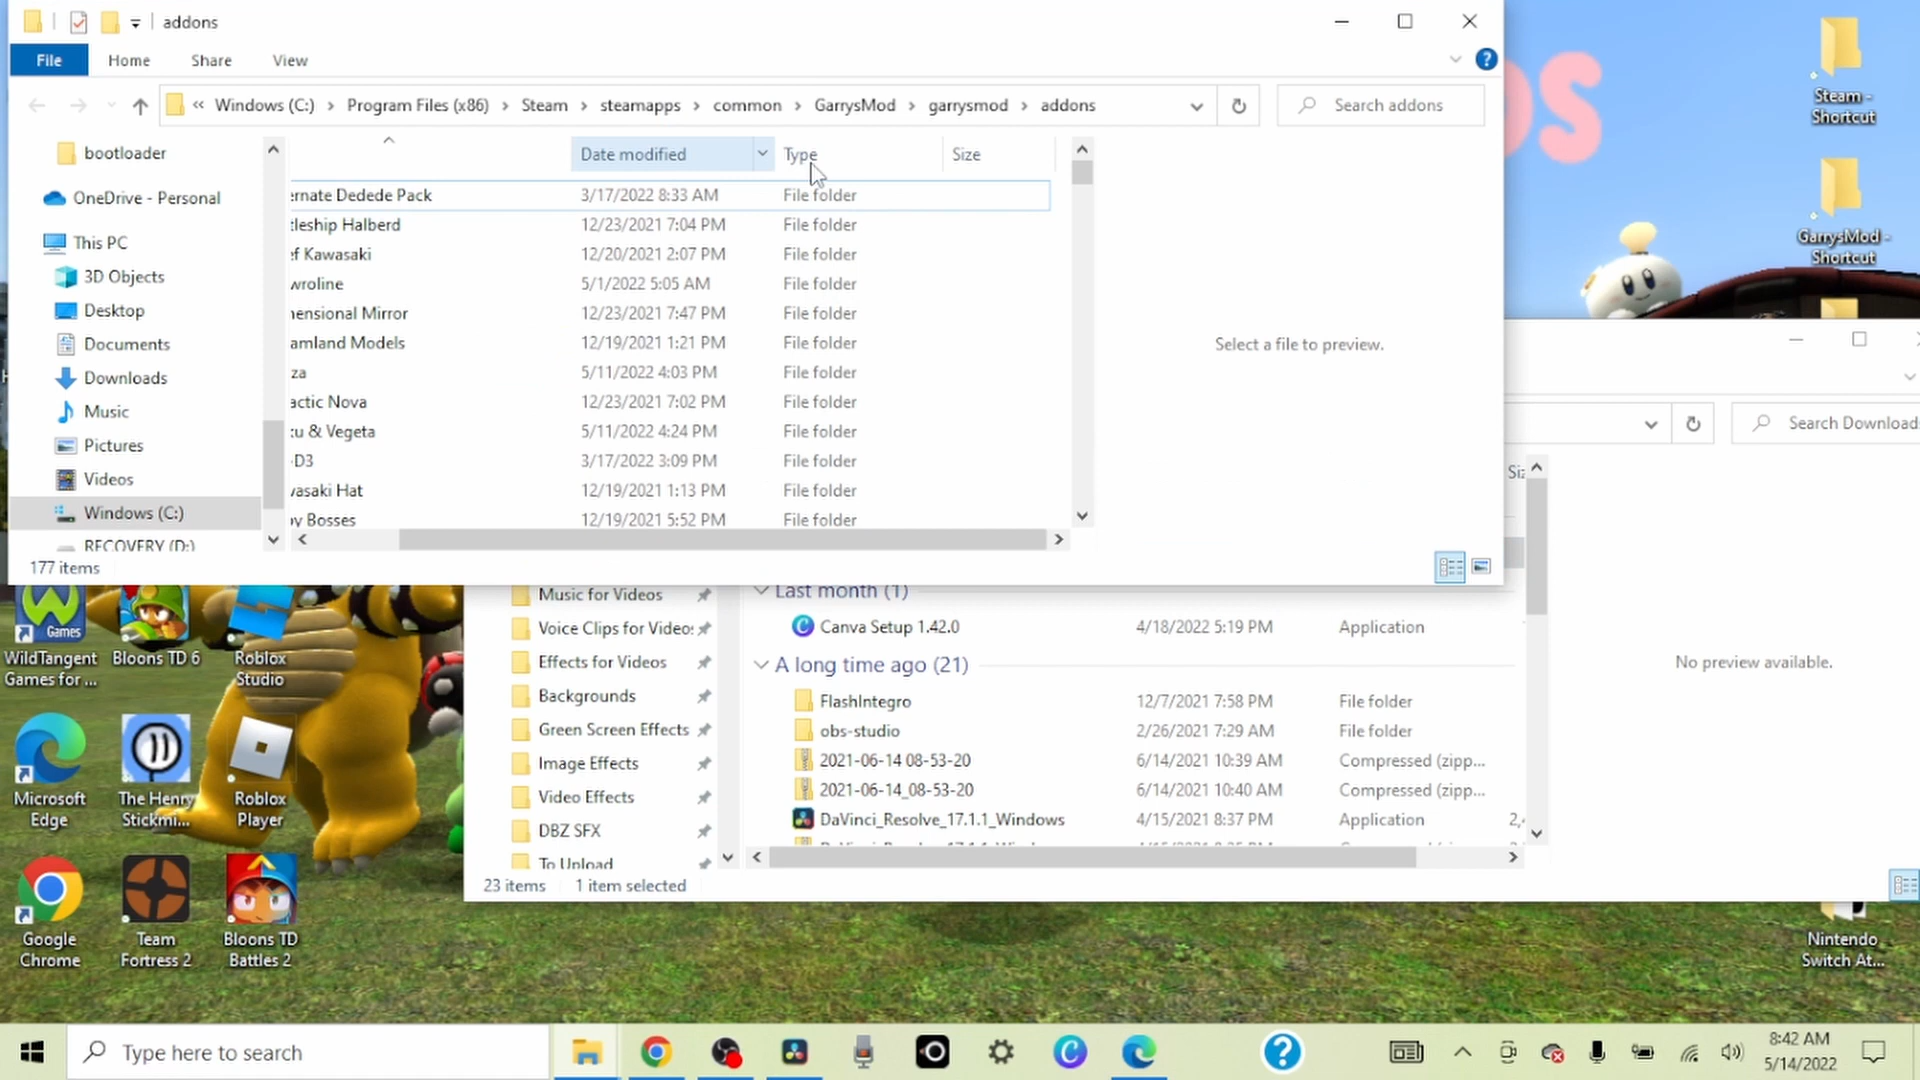 addons
File Home Share View
« Windows (C:) > Program Files (x86) > Steam > steamapps > common > GarrysMod > garrysmod > addons
Search addons
bootloader
OneDrive - Personal
This PC
3D Objects
Desktop
Documents
Downloads
Music
Pictures
Videos
Windows (C:)
RECOVERY (D:)
177 items
Date modified Type Size
ernate Dedede Pack 3/17/2022 8:33 AM File folder
tleship Halberd 12/23/2021 7:04 PM File folder
ef Kawasaki 12/20/2021 2:07 PM File folder
wroline 5/1/2022 5:05 AM File folder
nensional Mirror 12/23/2021 7:47 PM File folder
amland Models 12/19/2021 1:21 PM File folder
za 5/11/2022 4:03 PM File folder
actic Nova 12/23/2021 7:02 PM File folder
ku & Vegeta 5/11/2022 4:24 PM File folder
-D3 3/17/2022 3:09 PM File folder
vasaki Hat 12/19/2021 1:13 PM File folder
by Bosses 12/19/2021 5:52 PM File folder
Select a file to preview.
Steam -
Shortcut
GarrysMod -
Shortcut
Search Downloads
Music for Videos
Voice Clips for Videos
Effects for Videos
Backgrounds
Green Screen Effects
Image Effects
Video Effects
DBZ SFX
To Upload
Last month (1)
Canva Setup 1.42.0 4/18/2022 5:19 PM Application
A long time ago (21)
FlashIntegro 12/7/2021 7:58 PM File folder
obs-studio 2/26/2021 7:29 AM File folder
2021-06-14 08-53-20 6/14/2021 10:39 AM Compressed (zipp...
2021-06-14_08-53-20 6/14/2021 10:40 AM Compressed (zipp...
DaVinci_Resolve_17.1.1_Windows 4/15/2021 8:37 PM Application 2,
No preview available.
23 items 1 item selected
Games
WildTangent
Games for ...
Bloons TD 6
Roblox
Studio
Microsoft
Edge
The Henry
Stickmi...
Roblox
Player
Google
Chrome
Team
Fortress 2
Bloons TD
Battles 2
Nintendo
Switch At...
Type here to search
8:42 AM
5/14/2022